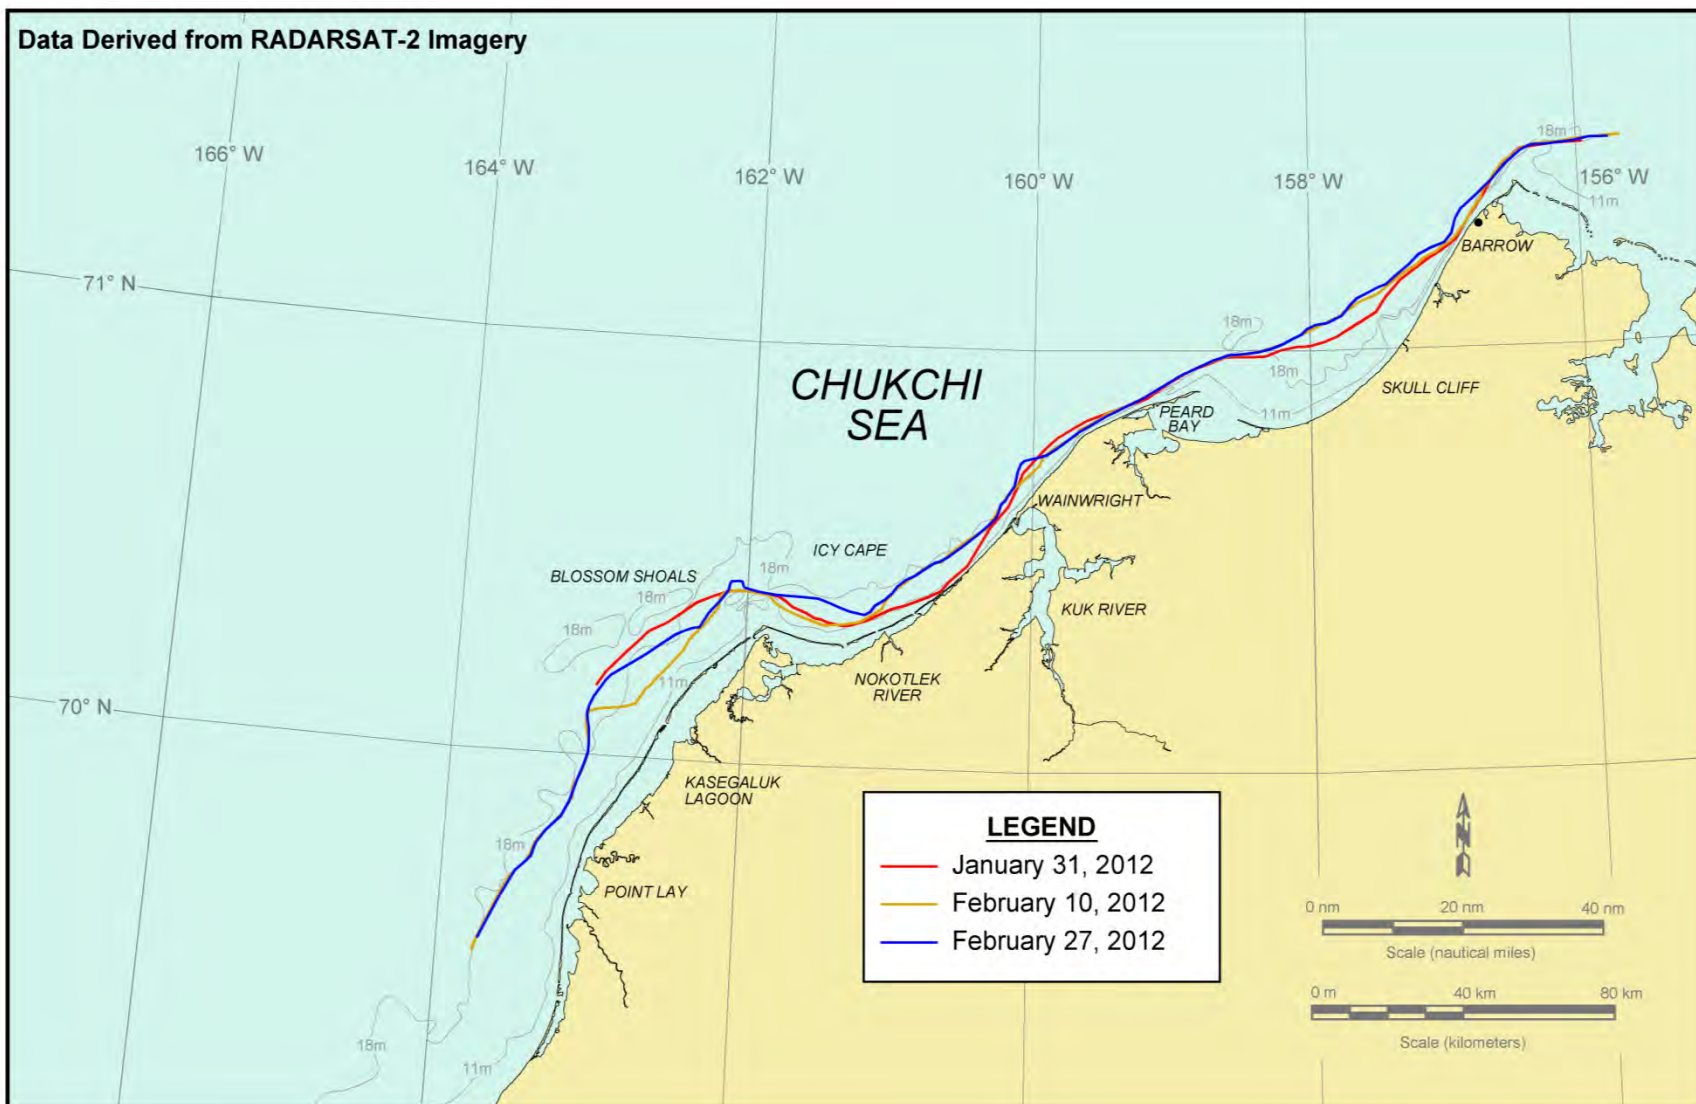 Data Derived from RADARSAT-2 Imagery
166° W
164° W
162° W
160° W
158° W
156° W
18m
11m
BARROW
71° N
18m
18m
SKULL CLIFF
11m
CHUKCHI
SEA
PEARD
BAY
WAINWRIGHT
ICY CAPE
BLOSSOM SHOALS
18m
18m
18m
KUK RIVER
11m
NOKOTLEK
RIVER
70° N
KASEGALUK
LAGOON
18m
POINT LAY
18m
11m
LEGEND
January 31, 2012
February 10, 2012
February 27, 2012
N
0 nm
20 nm
40 nm
Scale (nautical miles)
0 m
40 km
80 km
Scale (kilometers)